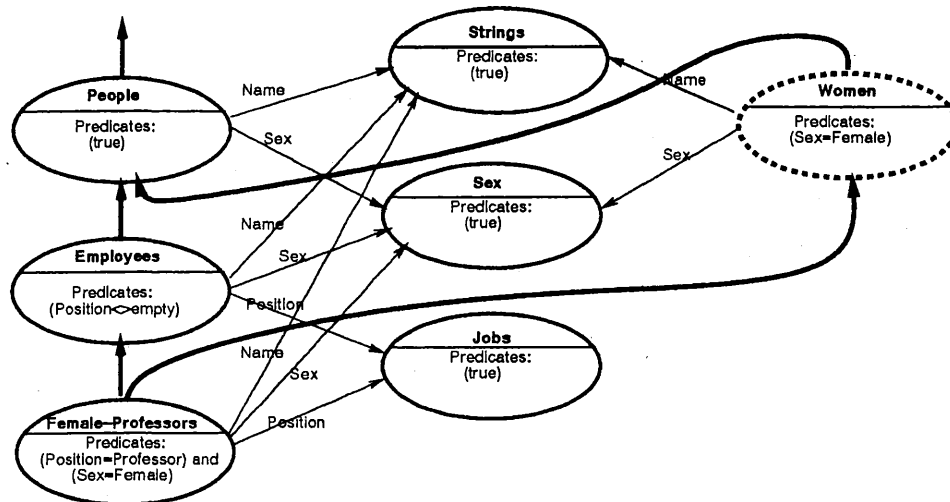 Strings
Predicates:
(true)
People
Predicates:
(true)
Name
Sex
Women
Predicates:
(Sex=Female)
Name
Sex
Sex
Predicates:
(true)
Employees
Predicates:
(Position<>empty)
Name
Sex
Position
Jobs
Predicates:
(true)
Female-Professors
Predicates:
(Position=Professor) and
(Sex=Female)
Name
Sex
Position